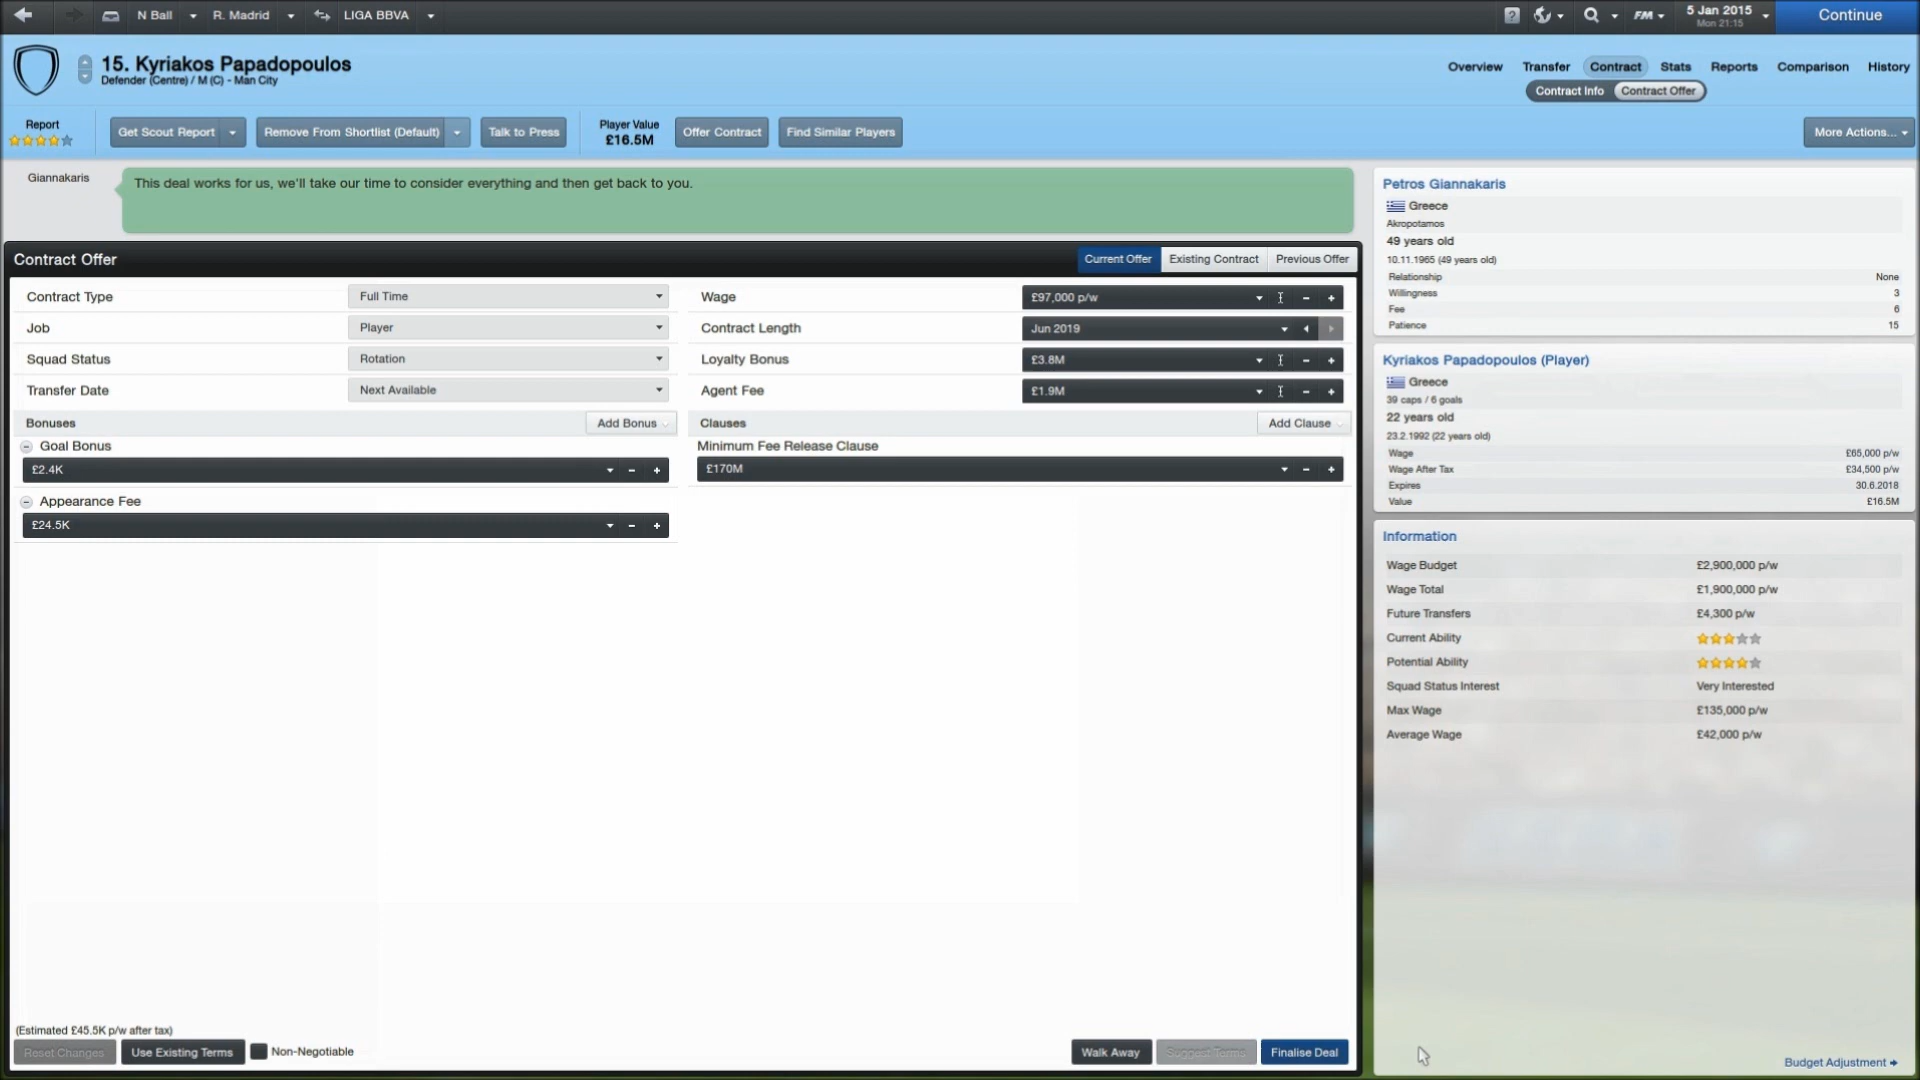 N Ball
R. Madrid
LIGA BBVA
?
FM
5 Jan 2015
Mon 21:15
Continue
15. Kyriakos Papadopoulos
Defender (Centre) / M (C) - Man City
Overview Transfer Contract Stats Reports Comparison History
Contract Info Contract Offer
Report
Get Scout Report
Remove From Shortlist (Default)
Talk to Press
Player Value
£16.5M
Offer Contract
Find Similar Players
More Actions...
Giannakaris
This deal works for us, we'll take our time to consider everything and then get back to you.
Contract Offer
Current Offer Existing Contract Previous Offer
Contract Type Full Time
Job Player
Squad Status Rotation
Transfer Date Next Available
Wage £97,000 p/w
Contract Length Jun 2019
Loyalty Bonus £3.8M
Agent Fee £1.9M
Bonuses Add Bonus
Goal Bonus
£2.4K
Appearance Fee
£24.5K
Clauses Add Clause
Minimum Fee Release Clause
£170M
(Estimated £45.5K p/w after tax)
Reset Changes Use Existing Terms Non-Negotiable
Walk Away Suggest Terms Finalise Deal
Petros Giannakaris
Greece
Akropotamos
49 years old
10.11.1965 (49 years old)
Relationship None
Willingness 3
Fee 6
Patience 15
Kyriakos Papadopoulos (Player)
Greece
39 caps / 6 goals
22 years old
23.2.1992 (22 years old)
Wage £65,000 p/w
Wage After Tax £34,500 p/w
Expires 30.6.2018
Value £16.5M
Information
Wage Budget £2,900,000 p/w
Wage Total £1,900,000 p/w
Future Transfers £4,300 p/w
Current Ability
Potential Ability
Squad Status Interest Very Interested
Max Wage £135,000 p/w
Average Wage £42,000 p/w
Budget Adjustment